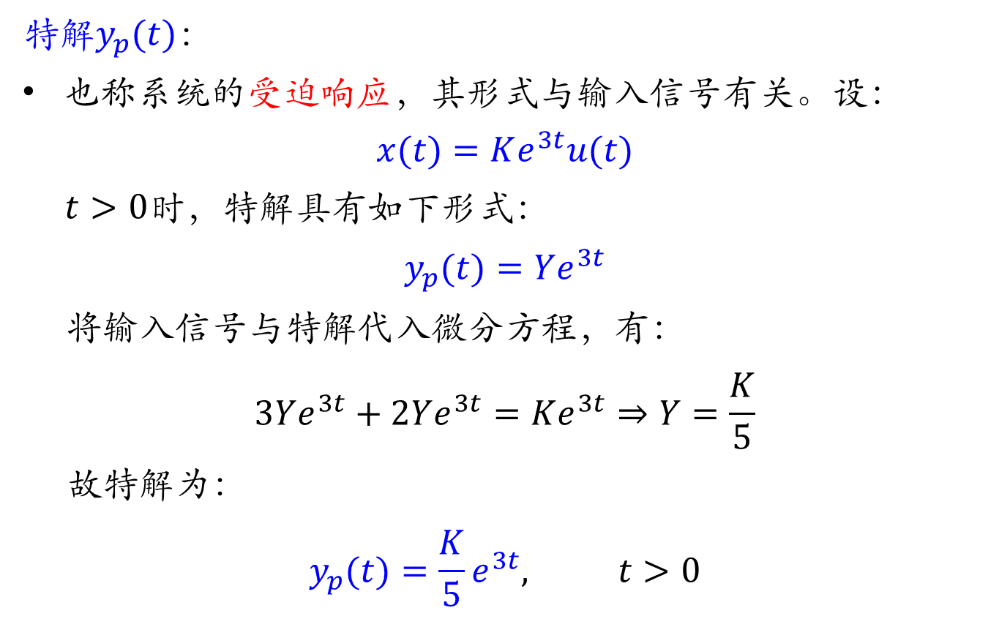 特解y_p(t)：
• 也称系统的受迫响应，其形式与输入信号有关。设：
x(t) = Ke^{3t}u(t)
t > 0时，特解具有如下形式：
y_p(t) = Ye^{3t}
将输入信号与特解代入微分方程，有：
3Ye^{3t} + 2Ye^{3t} = Ke^{3t} ⇒ Y = \frac{K}{5}
故特解为：
y_p(t) = \frac{K}{5} e^{3t}, t > 0